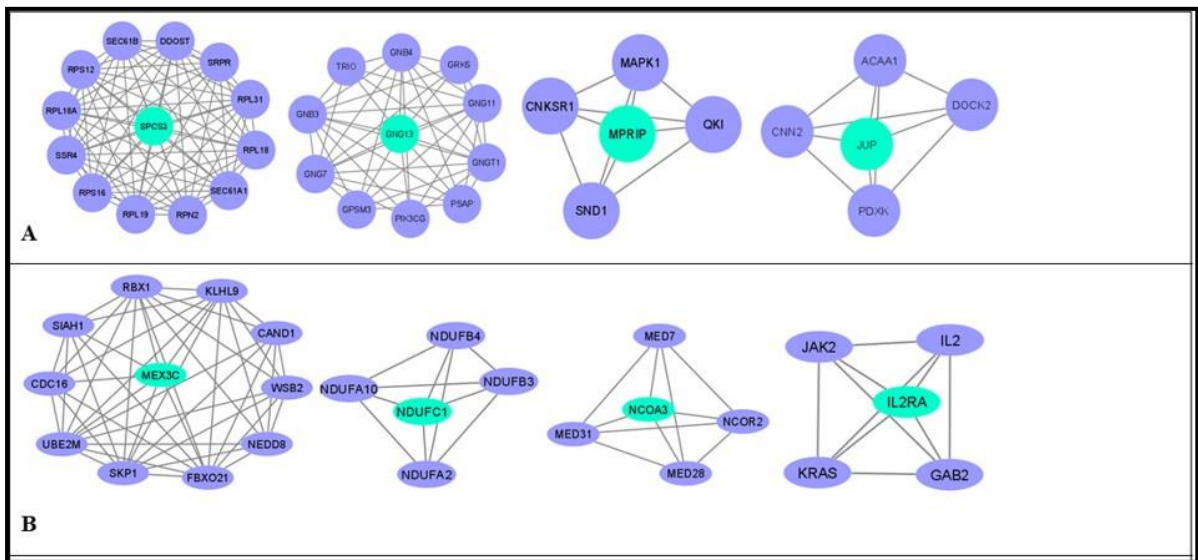 SEC61B
DDOST
SRPR
RPS12
RPL31
RPL18A
SPCS3
RPL18
SSR4
SEC61A1
RPS16
RPL19
RPN2
GNB4
TRIO
GRK5
GNB3
GNG11
GNG13
GNG7
GNGT1
GPSM3
PIK3CG
PSAP
MAPK1
CNKSR1
MPRIP
QKI
SND1
ACAA1
DOCK2
CNN2
JUP
PDXK
A
RBX1
KLHL9
SIAH1
CAND1
MEX3C
CDC16
WSB2
UBE2M
NEDD8
SKP1
FBXO21
NDUFB4
NDUFA10
NDUFB3
NDUFC1
NDUFA2
MED7
NCOA3
NCOR2
MED31
MED28
JAK2
IL2
IL2RA
KRAS
GAB2
B